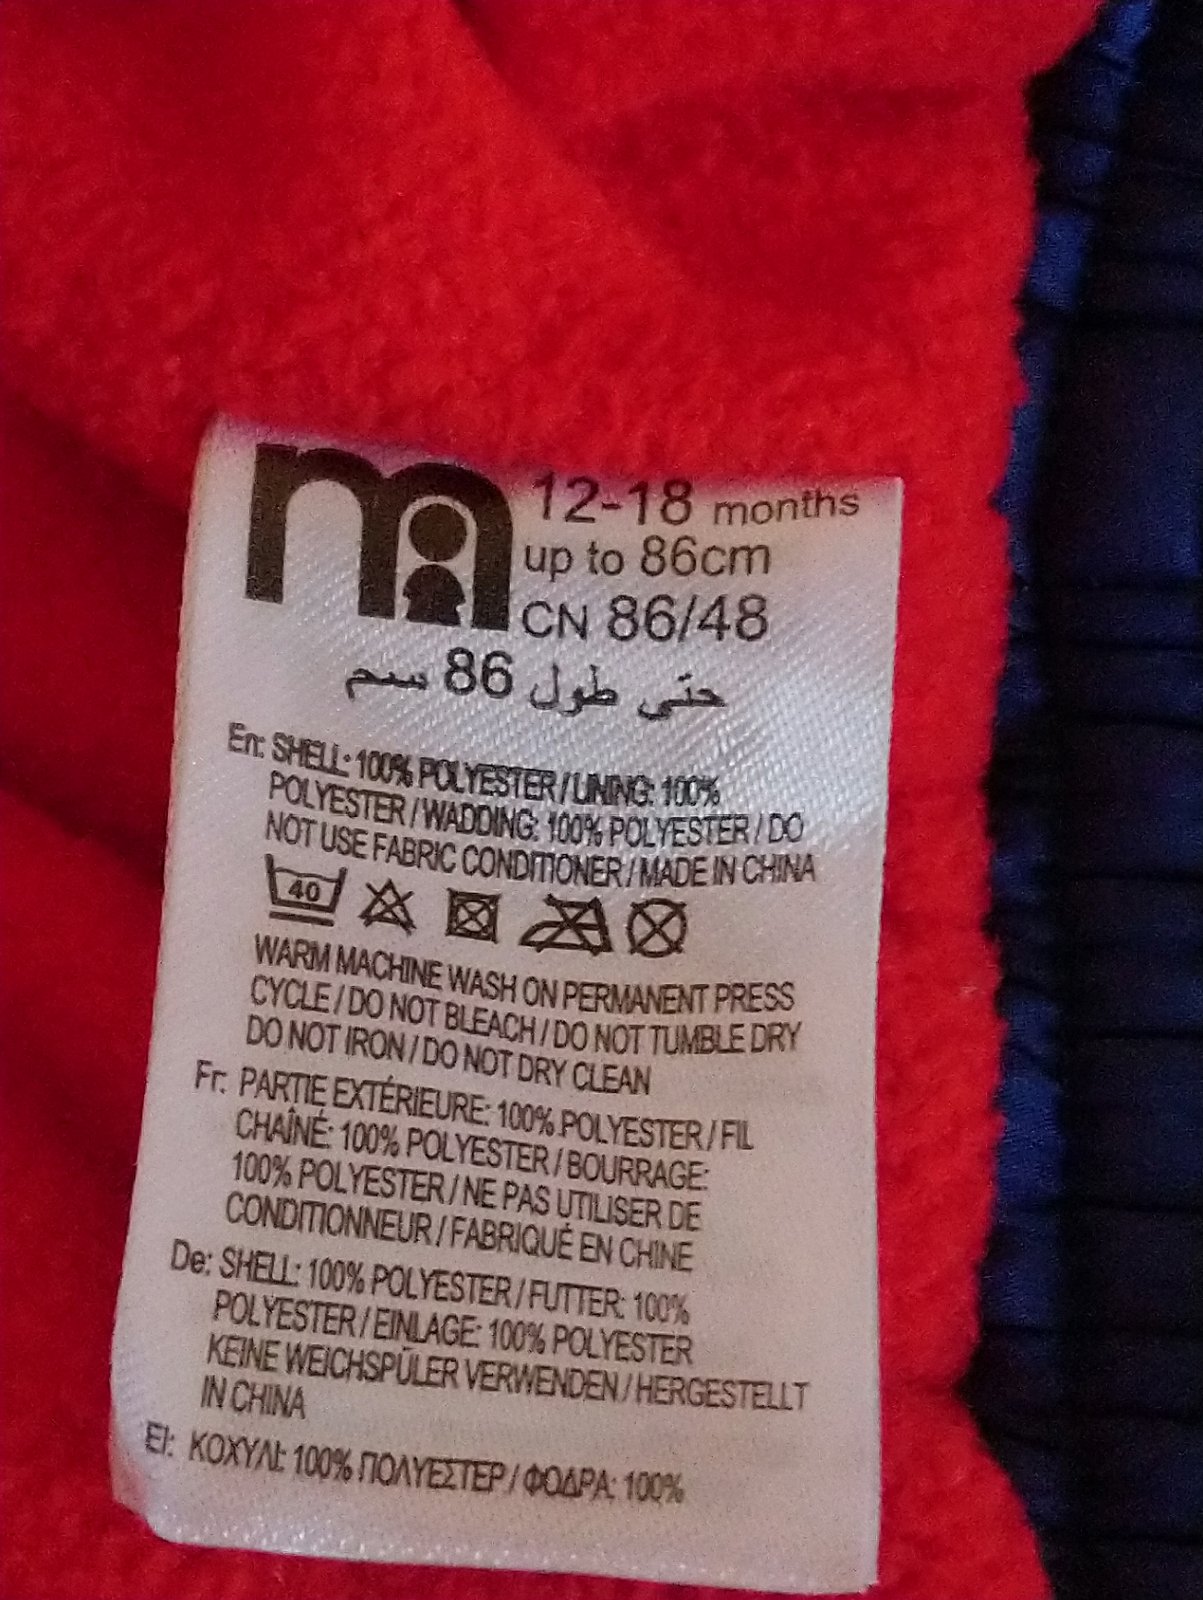 12-18 months
up to 86cm
CN 86/48
حتى طول 86 سم
En: SHELL: 100% POLYESTER / LINING: 100%
POLYESTER / WADDING: 100% POLYESTER / DO
NOT USE FABRIC CONDITIONER / MADE IN CHINA
40
WARM MACHINE WASH ON PERMANENT PRESS
CYCLE / DO NOT BLEACH / DO NOT TUMBLE DRY
DO NOT IRON / DO NOT DRY CLEAN
Fr: PARTIE EXTÉRIEURE: 100% POLYESTER / FIL
CHAÎNÉ: 100% POLYESTER / BOURRAGE:
100% POLYESTER / NE PAS UTILISER DE
CONDITIONNEUR / FABRIQUÉ EN CHINE
De: SHELL: 100% POLYESTER / FUTTER: 100%
POLYESTER / EINLAGE: 100% POLYESTER
KEINE WEICHSPÜLER VERWENDEN / HERGESTELLT
IN CHINA
El: ΚΟΧΥΛΙ: 100% ΠΟΛΥΕΣΤΕΡ / ΦΟΔΡΑ: 100%